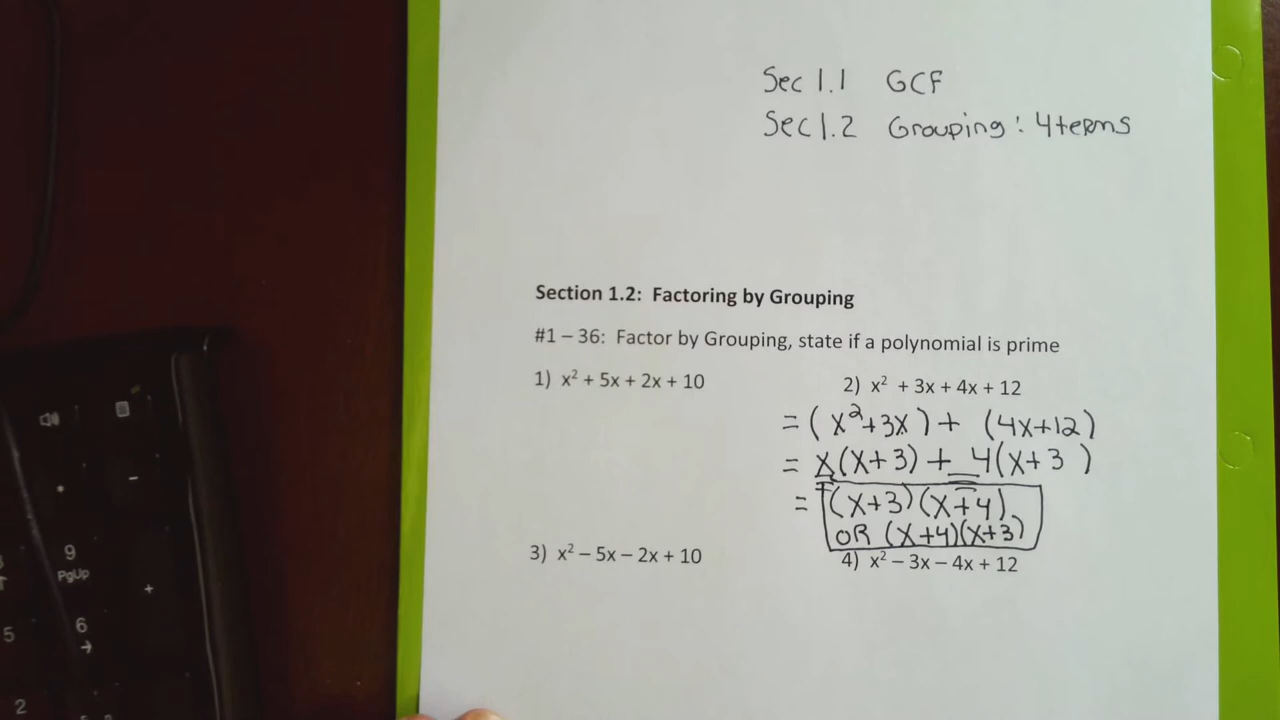 Sec 1.1 GCF
Sec 1.2 Grouping: 4 terms
Section 1.2: Factoring by Grouping
#1 – 36: Factor by Grouping, state if a polynomial is prime
1) x² + 5x + 2x + 10
2) x² + 3x + 4x + 12
= (x²+3x) + (4x+12)
= x(x+3) + 4(x+3)
= (x+3)(x+4)
OR (x+4)(x+3)
3) x² – 5x – 2x + 10
4) x² – 3x – 4x + 12
9
PgUp
–
+
5
6
→
2